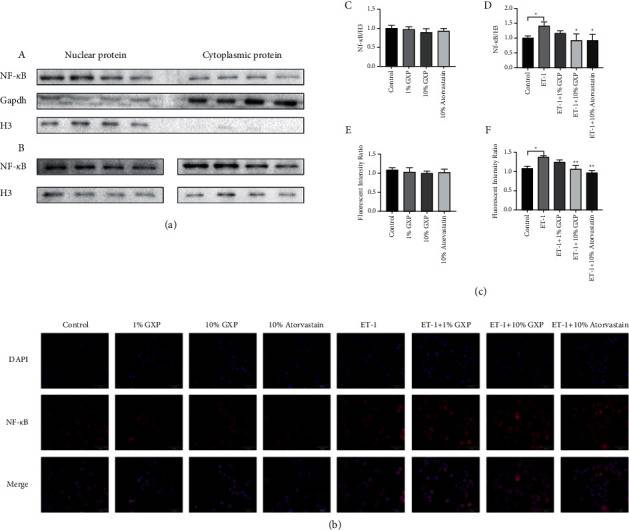 A
Nuclear protein
Cytoplasmic protein
NF-κB
Gapdh
H3
B
NF-κB
H3
(a)
C
NF-κB/H3
1.5
1.0
0.5
0.0
Control
1% GXP
10% GXP
10% Atorvastain
D
NF-κB/H3
2.0
1.5
1.0
0.5
0.0
*
*
*
Control
ET-1
ET-1+1% GXP
ET-1+10% GXP
ET-1+10% Atorvastain
E
Fluorescent Intensity Ratio
1.5
1.0
0.5
0.0
Control
1% GXP
10% GXP
10% Atorvastain
F
Fluorescent Intensity Ratio
1.5
1.0
0.5
0.0
*
**
**
Control
ET-1
ET-1+1% GXP
ET-1+10% GXP
ET-1+10% Atorvastain
(c)
Control 1% GXP 10% GXP 10% Atorvastain ET-1 ET-1+1% GXP ET-1+10% GXP ET-1+10% Atorvastain
DAPI
NF-κB
Merge
(b)